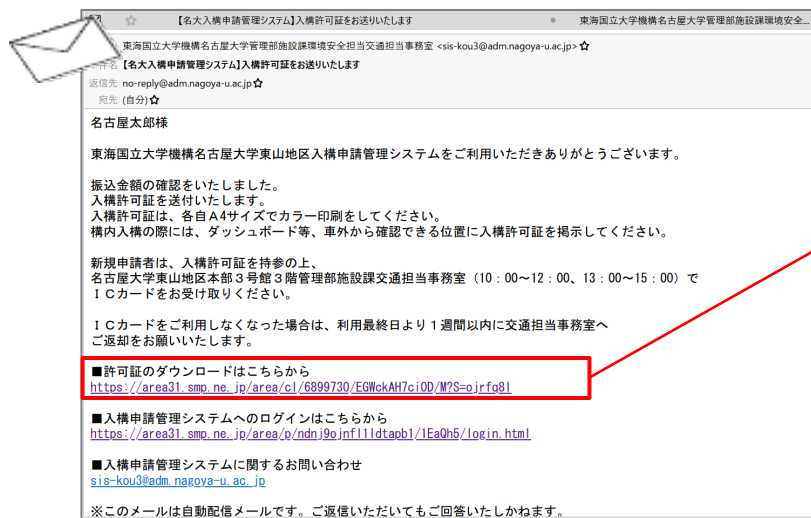 【名大入構申請管理システム】入構許可証をお送りいたします
東海国立大学機構名古屋大学管理部施設課環境安全...
東海国立大学機構名古屋大学管理部施設課環境安全担当交通担当事務室 <sis-kou3@adm.nagoya-u.ac.jp>
件名 【名大入構申請管理システム】入構許可証をお送りいたします
返信先 no-reply@adm.nagoya-u.ac.jp
宛先 (自分)
名古屋太郎様
東海国立大学機構名古屋大学東山地区入構申請管理システムをご利用いただきありがとうございます。
振込金額の確認をいたしました。
入構許可証を送付いたします。
入構許可証は、各自A4サイズでカラー印刷をしてください。
構内入構の際には、ダッシュボード等、車外から確認できる位置に入構許可証を掲示してください。
新規申請者は、入構許可証を持参の上、
名古屋大学東山地区本部3号館3階管理部施設課交通担当事務室（10：00～12：00、13：00～15：00）で
ICカードをお受け取りください。
ICカードをご利用しなくなった場合は、利用最終日より1週間以内に交通担当事務室へ
ご返却をお願いいたします。
■許可証のダウンロードはこちらから
https://area31.smp.ne.jp/area/cl/6899730/EGWckAH7ciOD/M?S=ojrfq8l
■入構申請管理システムへのログインはこちらから
https://area31.smp.ne.jp/area/p/ndnj9ojnfl1ldtapb1/1EaQh5/login.html
■入構申請管理システムに関するお問い合わせ
sis-kou3@adm.nagoya-u.ac.jp
※このメールは自動配信メールです。ご返信いただいてもご回答いたしかねます。